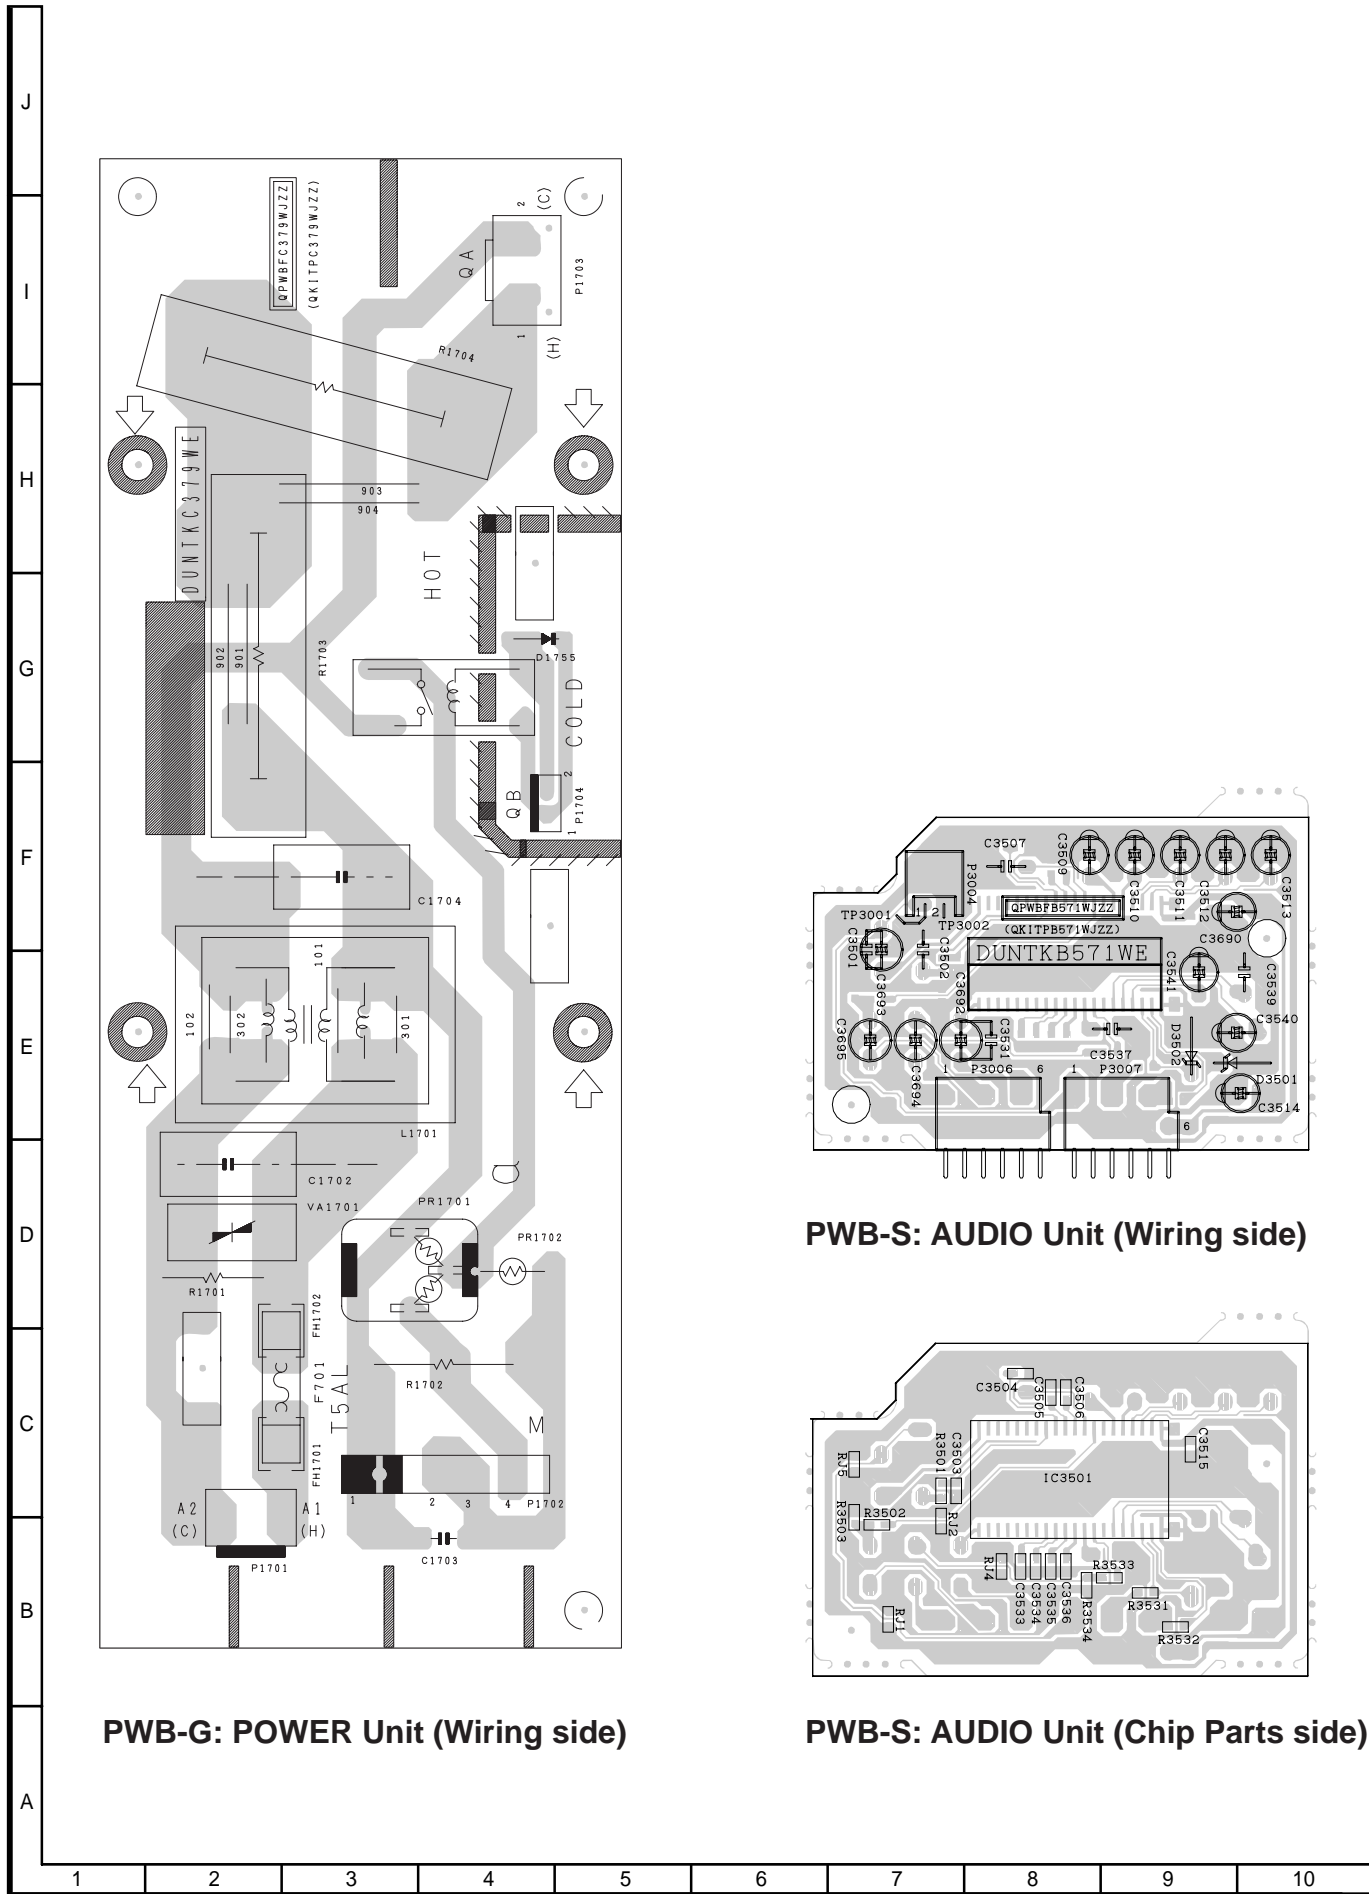 J
I
H
G
F
E
D
C
B
A
1 2 3 4 5 6 7 8 9 10
QPWBFC379WJZZ
(QKITPC379WJZZ)
QA
2
(C)
P1703
1
(H)
R1704
DUNTKC379WE
903
904
HOT
902
901
R1703
D1755
COLD
QB
2
P1704
1
C1704
101
102
302
301
L1701
C1702
VA1701
Q
PR1701
PR1702
R1701
FH1702
F701
T5AL
R1702
M
FH1701
A2
(C)
A1
(H)
1 2 3 4 P1702
P1701
C1703
PWB-G: POWER Unit (Wiring side)
C3507
C3509
P3004
C3510
C3511
C3512
C3513
TP3001
1 2
TP3002
QPWBFB571WJZZ
(QKITPB571WJZZ)
DUNTKB571WE
C3690
C3501
C3502
C3541
C3539
C3693
C3692
C3695
C3531
C3694
C3537
D3502
C3540
1 P3006 6
1 P3007
6
D3501
C3514
PWB-S: AUDIO Unit (Wiring side)
C3504
C3505
C3506
R3501
C3503
IC3501
C3515
RJ5
R3503
R3502
RJ2
RJ4
C3533
C3534
C3535
C3536
R3534
R3533
R3531
R3532
RJ1
PWB-S: AUDIO Unit (Chip Parts side)